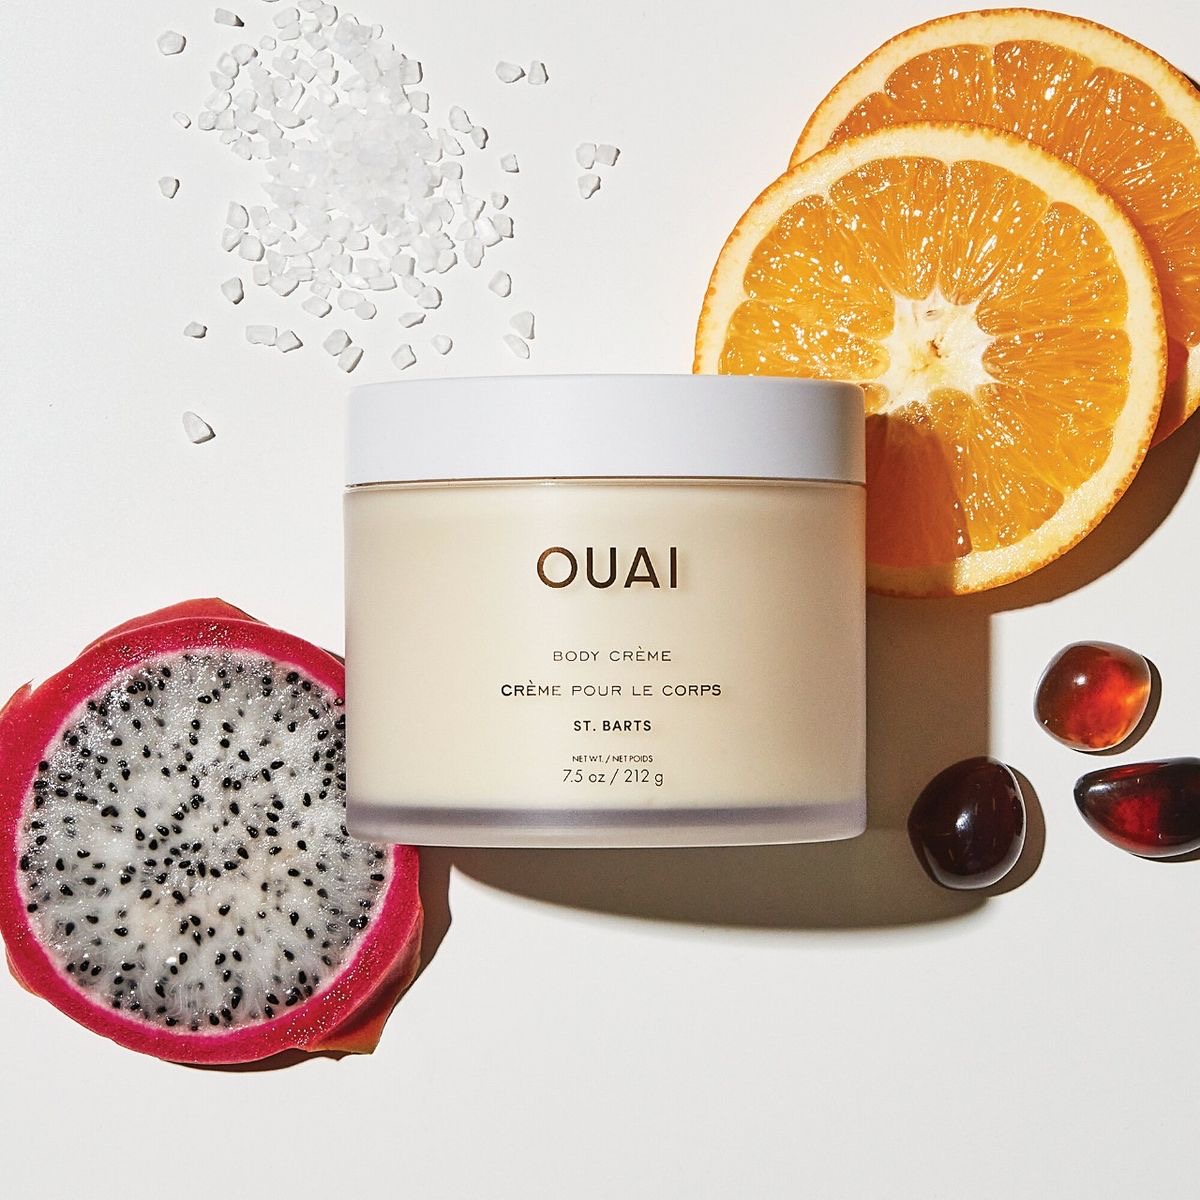 OUAI
BODY CRÈME
CRÈME POUR LE CORPS
ST. BARTS
NET WT. / NET POIDS
7.5 oz / 212 g